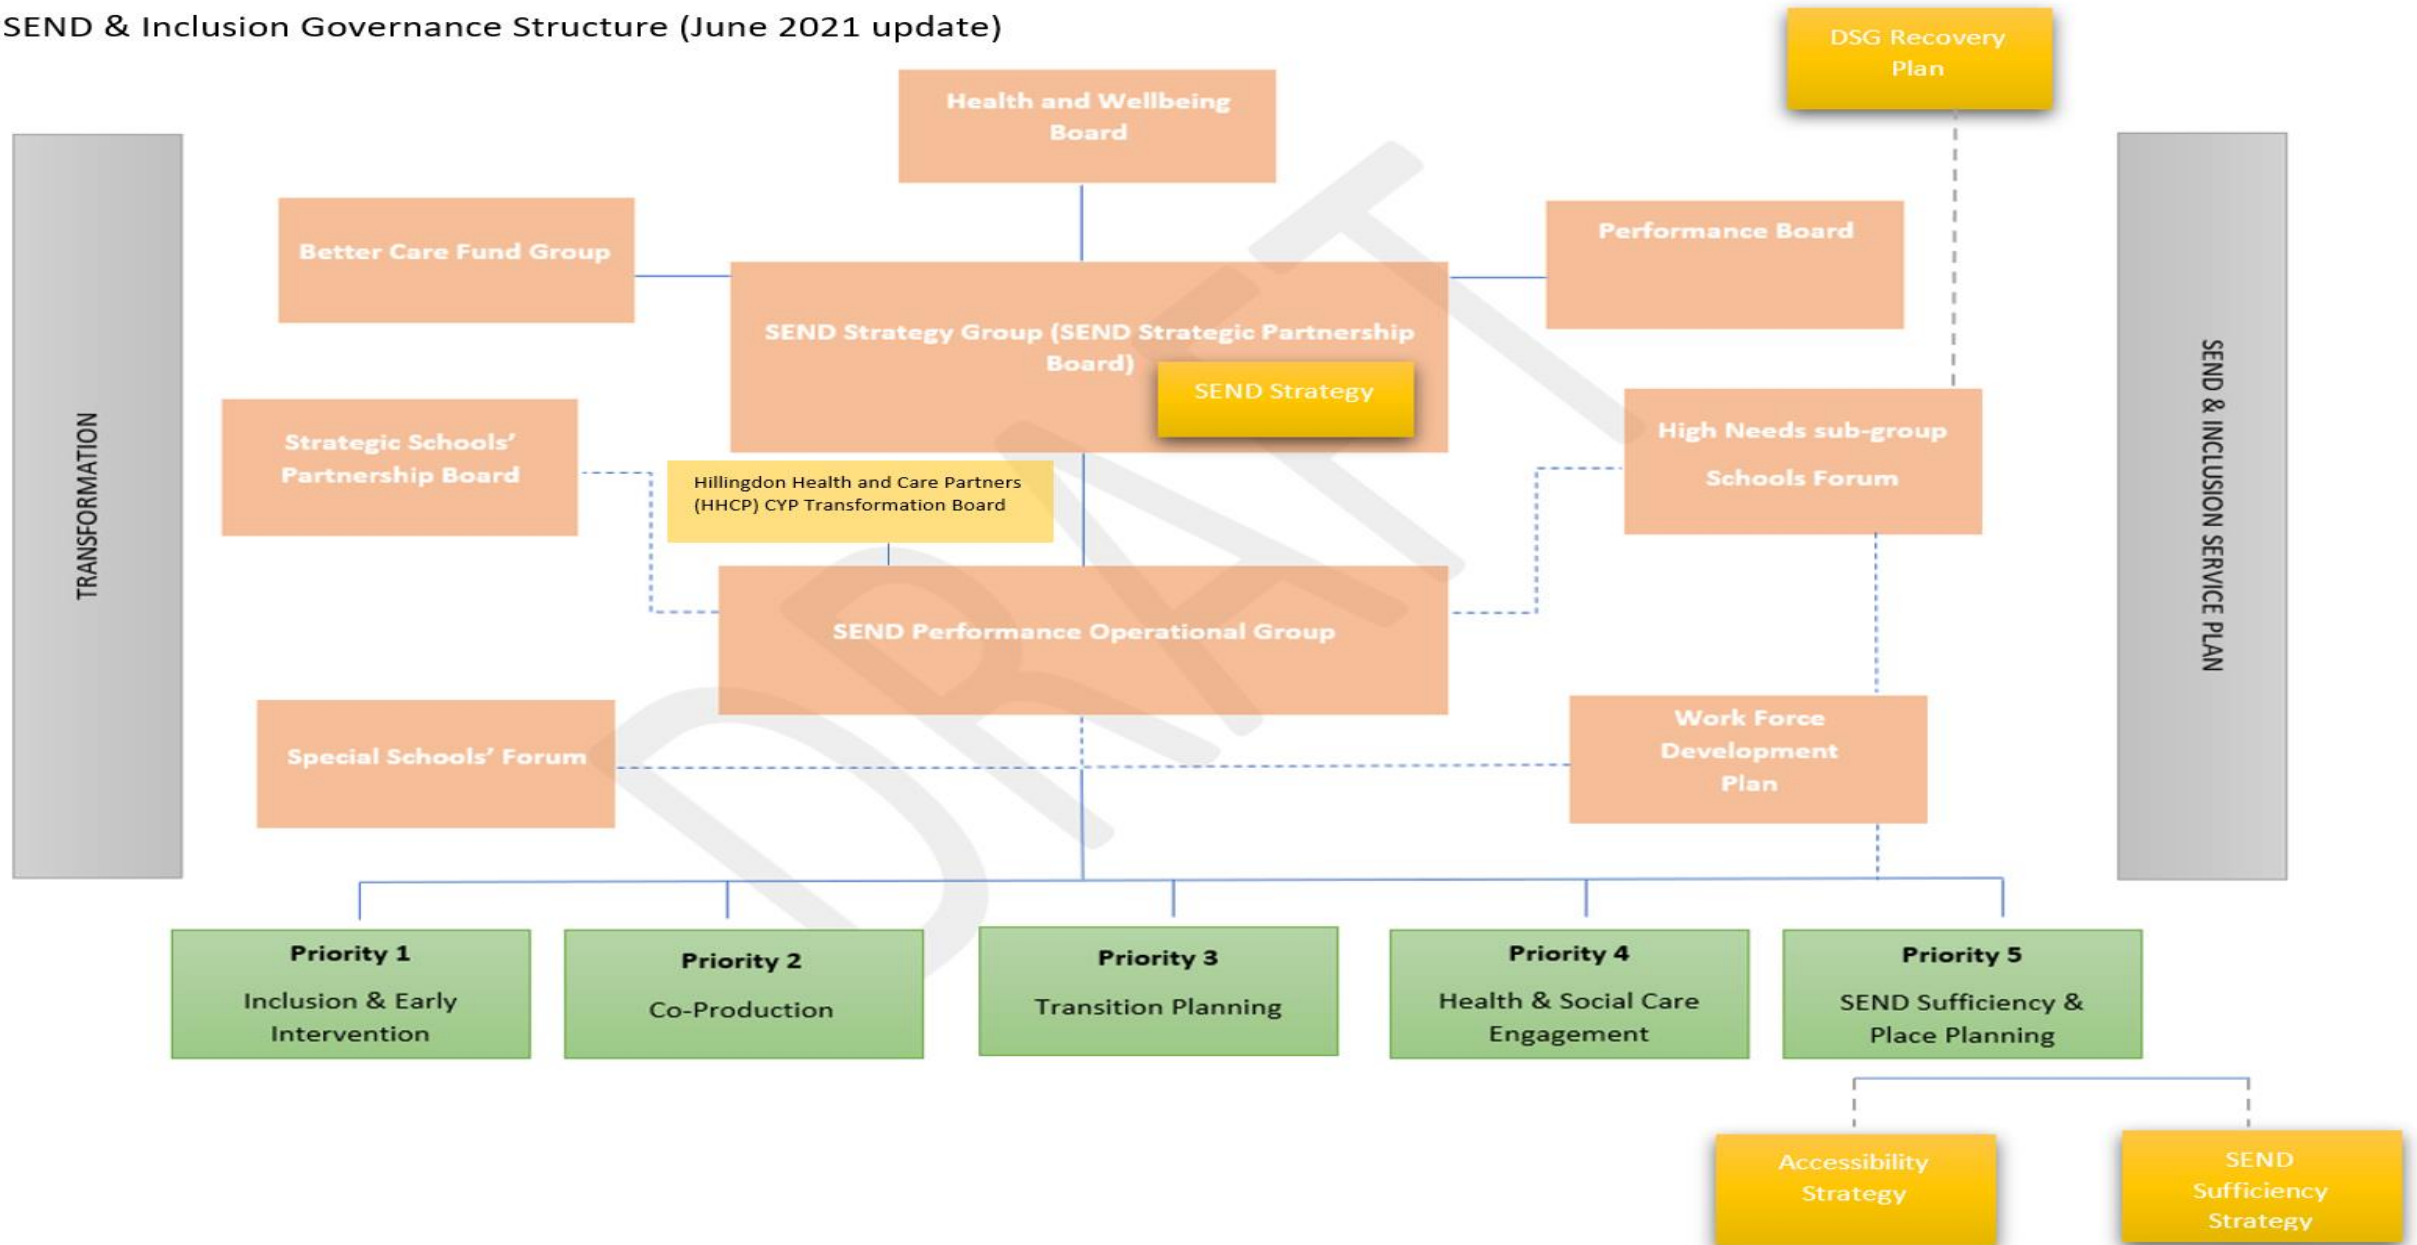 SEND & Inclusion Governance Structure (June 2021 update)
DSG Recovery
Plan
Health and Wellbeing
Board
Better Care Fund Group
Performance Board
SEND Strategy Group (SEND Strategic Partnership
Board)
SEND Strategy
TRANSFORMATION
SEND & INCLUSION SERVICE PLAN
Strategic Schools’
Partnership Board
Hillingdon Health and Care Partners
(HHCP) CYP Transformation Board
High Needs sub-group
Schools Forum
SEND Performance Operational Group
Special Schools’ Forum
Work Force
Development
Plan
DRAFT
Priority 1
Inclusion & Early
Intervention
Priority 2
Co-Production
Priority 3
Transition Planning
Priority 4
Health & Social Care
Engagement
Priority 5
SEND Sufficiency &
Place Planning
Accessibility
Strategy
SEND
Sufficiency
Strategy